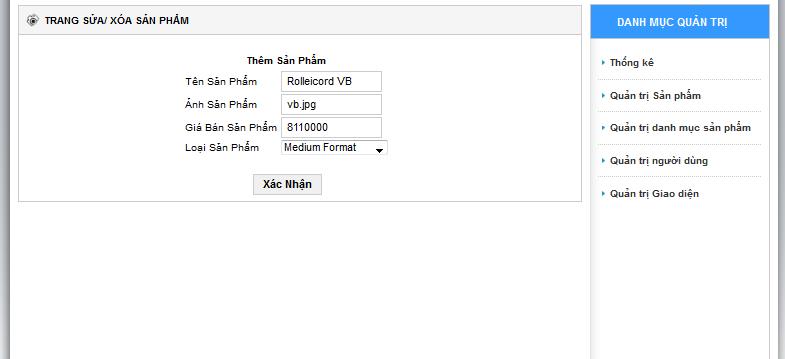 TRANG SỬA/ XÓA SẢN PHẨM
Thêm Sản Phẩm
Tên Sản Phẩm Rolleicord VB
Ảnh Sản Phẩm vb.jpg
Giá Bán Sản Phẩm 8110000
Loại Sản Phẩm Medium Format
Xác Nhận
DANH MỤC QUẢN TRỊ
Thống kê
Quản trị Sản phẩm
Quản trị danh mục sản phẩm
Quản trị người dùng
Quản trị Giao diện